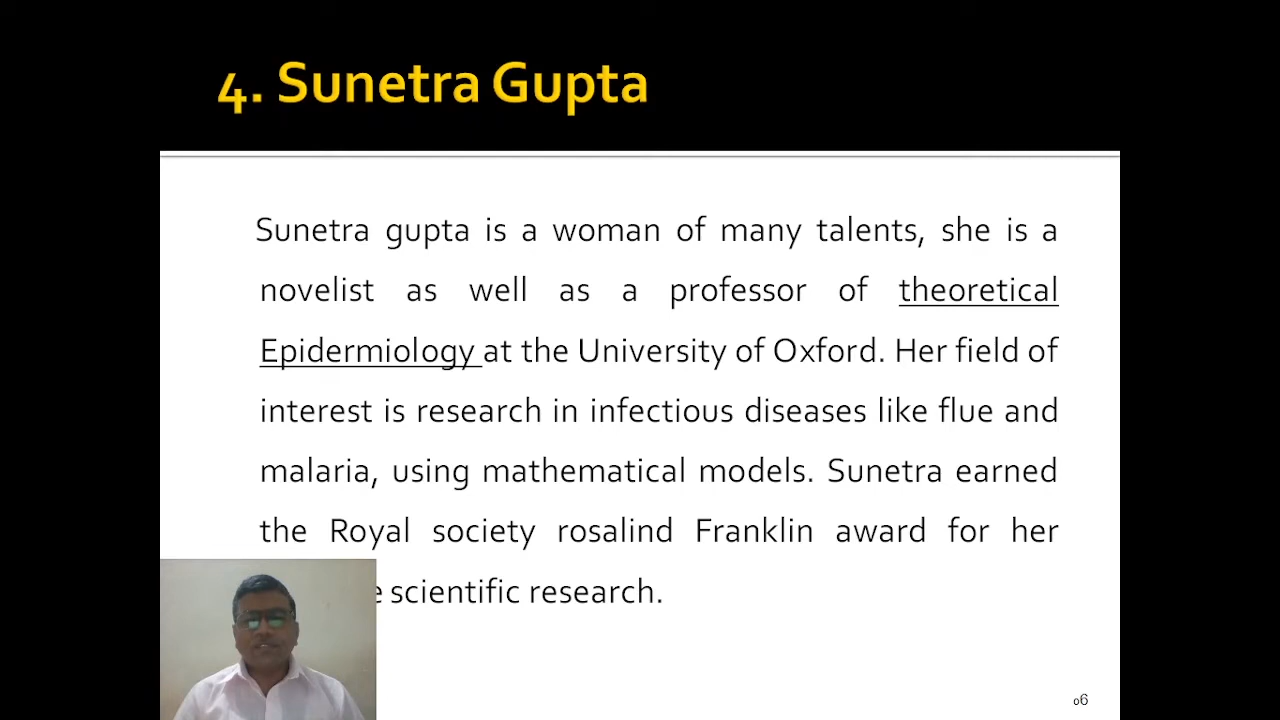 4. Sunetra Gupta
Sunetra gupta is a woman of many talents, she is a
novelist as well as a professor of theoretical
Epidermiology at the University of Oxford. Her field of
interest is research in infectious diseases like flue and
malaria, using mathematical models. Sunetra earned
the Royal society rosalind Franklin award for her
scientific research.
06